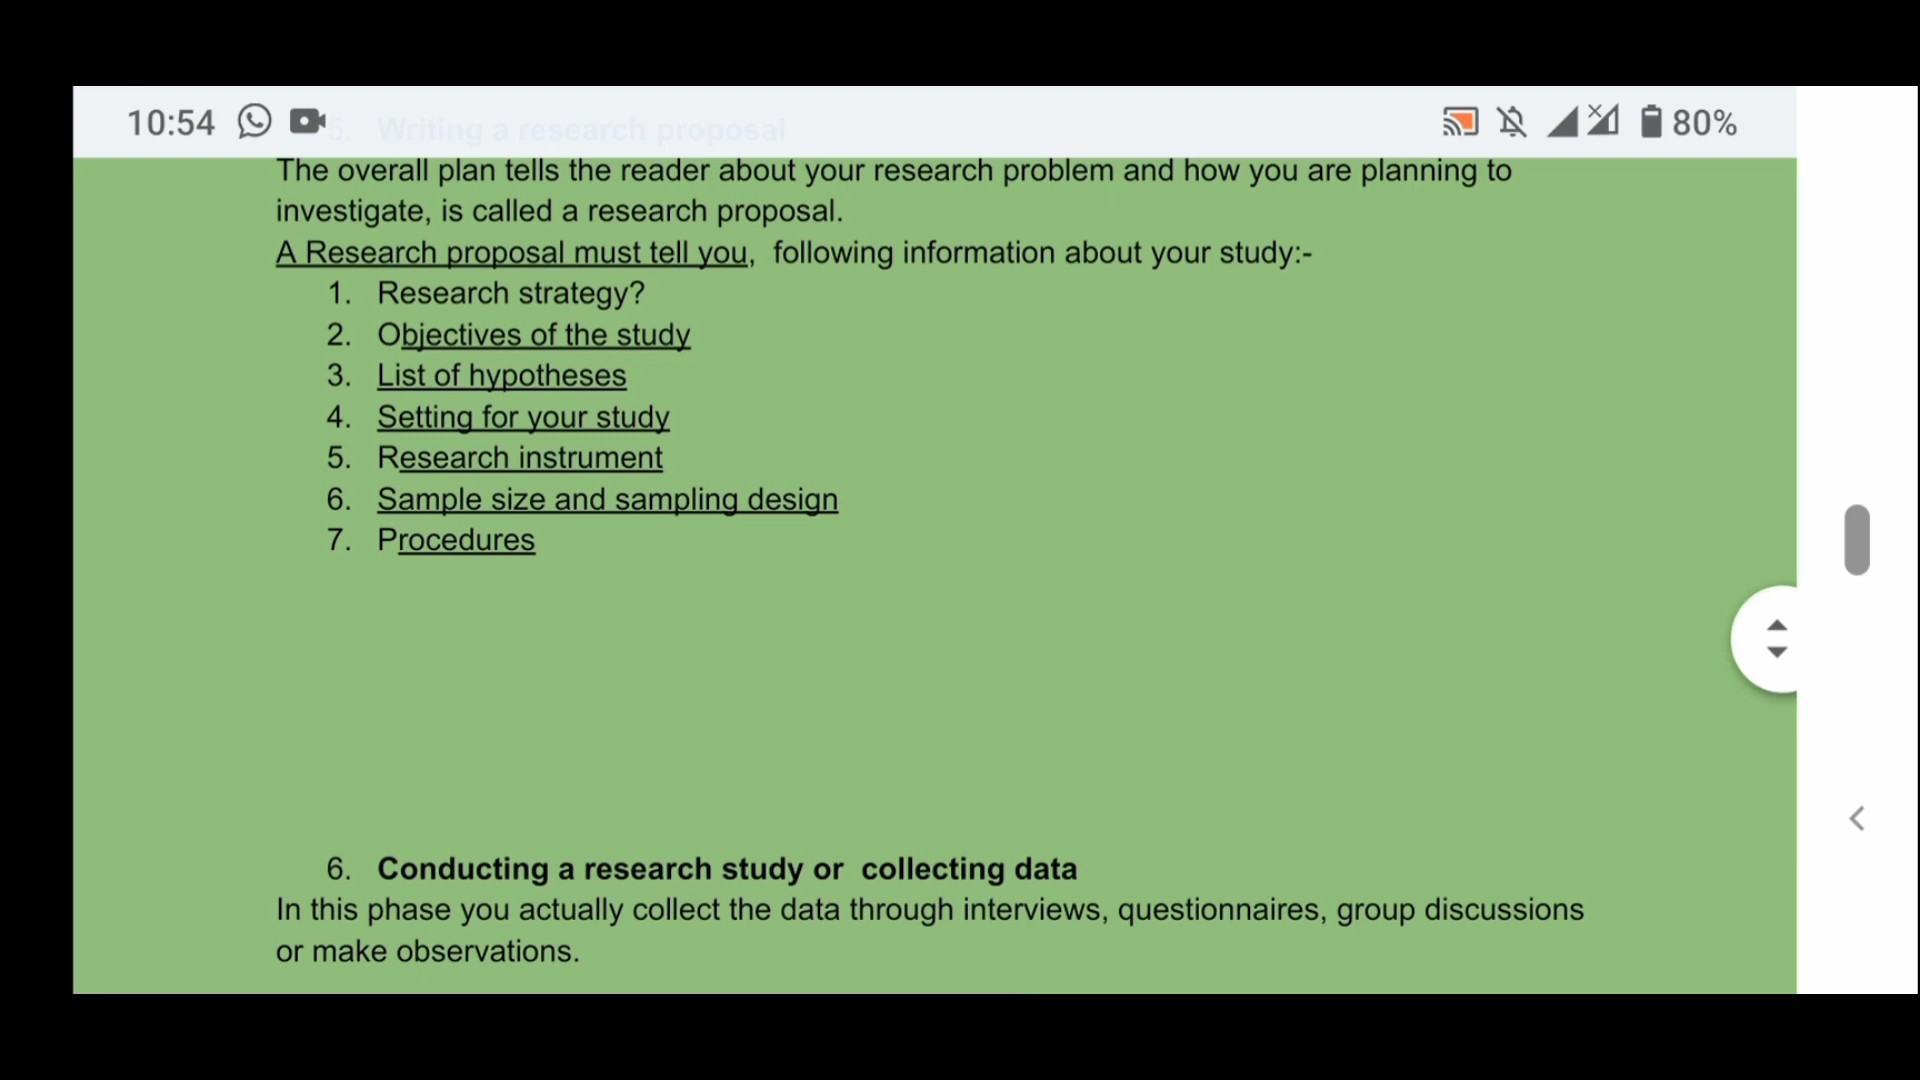 10:54
80%
5. Writing a research proposal
The overall plan tells the reader about your research problem and how you are planning to
investigate, is called a research proposal.
A Research proposal must tell you, following information about your study:-
1. Research strategy?
2. Objectives of the study
3. List of hypotheses
4. Setting for your study
5. Research instrument
6. Sample size and sampling design
7. Procedures
6. Conducting a research study or collecting data
In this phase you actually collect the data through interviews, questionnaires, group discussions
or make observations.